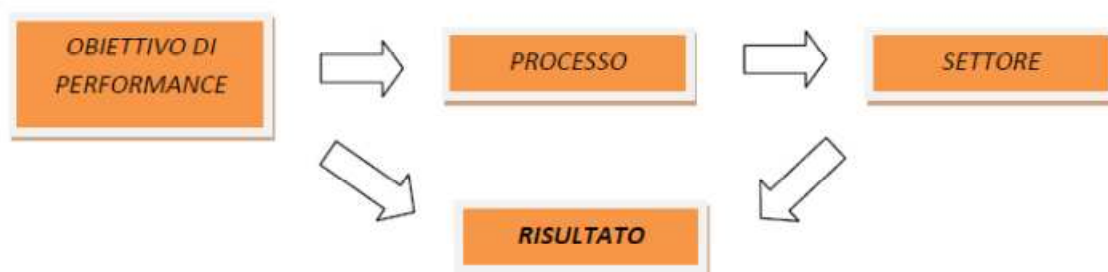 OBIETTIVO DI
PERFORMANCE
PROCESSO
SETTORE
RISULTATO